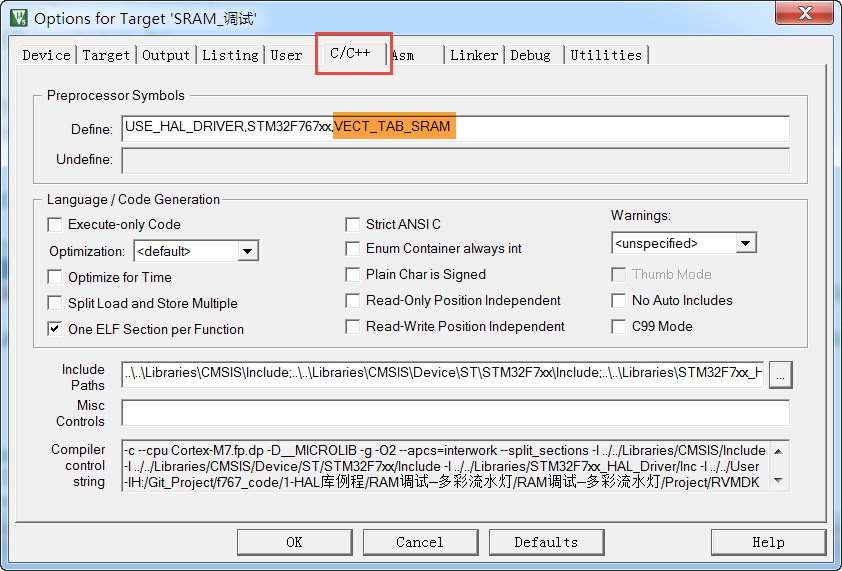 Options for Target 'SRAM_调试'
Device Target Output Listing User C/C++ Asm Linker Debug Utilities
Preprocessor Symbols
Define: USE_HAL_DRIVER,STM32F767xx,VECT_TAB_SRAM
Undefine:
Language / Code Generation
Execute-only Code
Strict ANSI C
Warnings:
Optimization: <default>
Enum Container always int
<unspecified>
Optimize for Time
Plain Char is Signed
Thumb Mode
Split Load and Store Multiple
Read-Only Position Independent
No Auto Includes
One ELF Section per Function
Read-Write Position Independent
C99 Mode
Include Paths
..\..\Libraries\CMSIS\Include;..\..\Libraries\CMSIS\Device\ST\STM32F7xx\Include;..\..\Libraries\STM32F7xx_H
...
Misc Controls
Compiler control string
-c --cpu Cortex-M7.fp.dp -D__MICROLIB -g -O2 --apcs=interwork --split_sections -I ../../Libraries/CMSIS/Include
-I ../../Libraries/CMSIS/Device/ST/STM32F7xx/Include -I ../../Libraries/STM32F7xx_HAL_Driver/Inc -I ../../User
-IH:/Git_Project/f767_code/1-HAL库例程/RAM调试—多彩流水灯/RAM调试—多彩流水灯/Project/RVMDK
OK Cancel Defaults Help